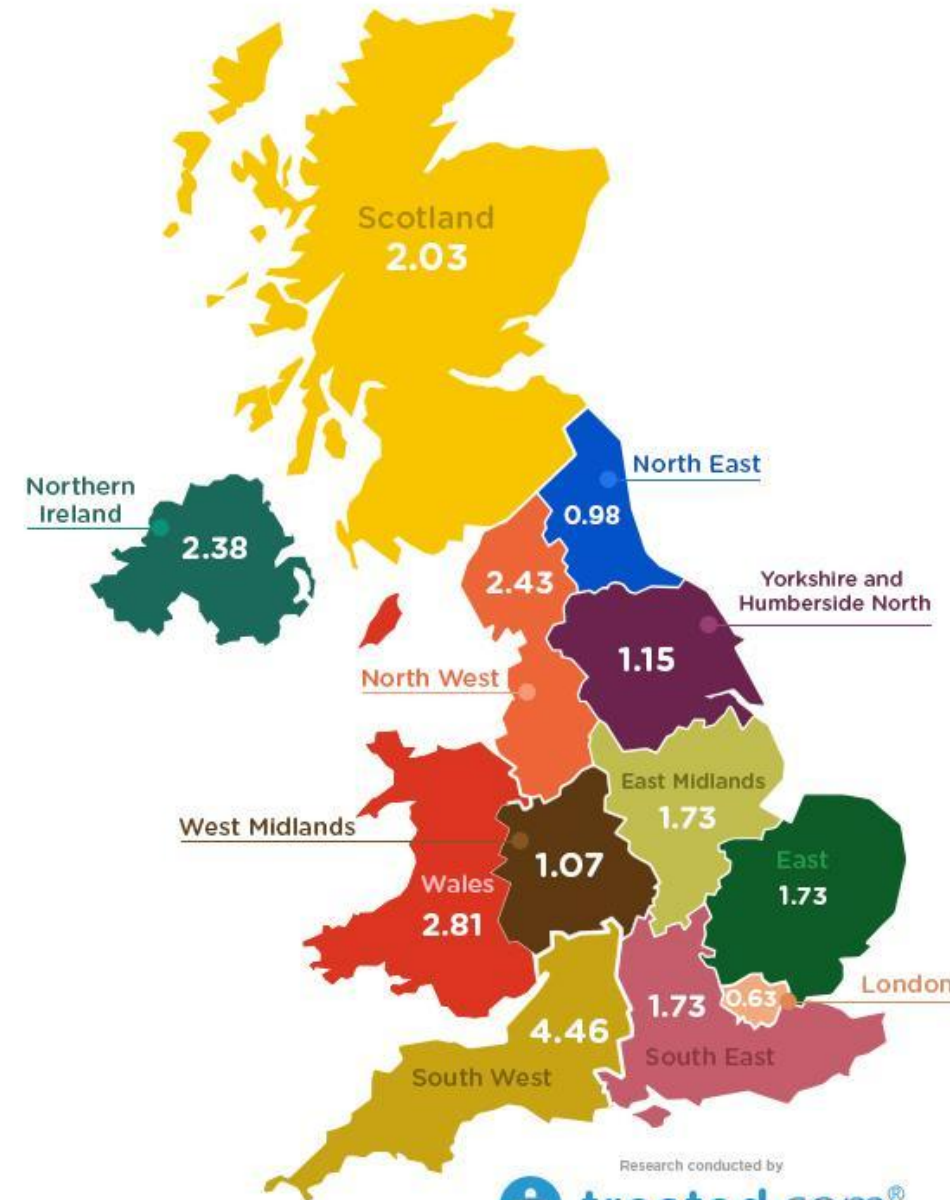 Scotland
2.03
North East
0.98
Northern
Ireland
2.38
2.43
Yorkshire and
Humberside North
1.15
North West
East Midlands
1.73
West Midlands
1.07
East
1.73
Wales
2.81
London
0.63
1.73
South East
4.46
South West
Research conducted by